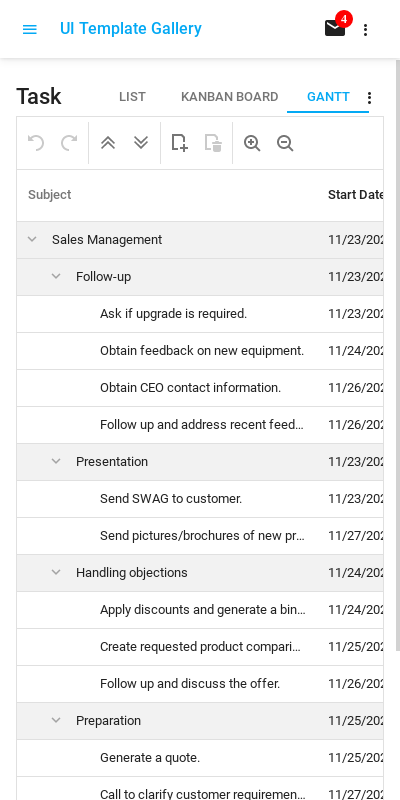 UI Template Gallery
4
Task
LIST
KANBAN BOARD
GANTT
Subject
Start Date
Sales Management 11/23/202
Follow-up 11/23/202
Ask if upgrade is required. 11/23/202
Obtain feedback on new equipment. 11/24/202
Obtain CEO contact information. 11/26/202
Follow up and address recent feed... 11/26/202
Presentation 11/23/202
Send SWAG to customer. 11/23/202
Send pictures/brochures of new pr... 11/27/202
Handling objections 11/24/202
Apply discounts and generate a bin... 11/24/202
Create requested product compari... 11/25/202
Follow up and discuss the offer. 11/26/202
Preparation 11/25/202
Generate a quote. 11/25/202
Call to clarify customer requiremen... 11/27/202